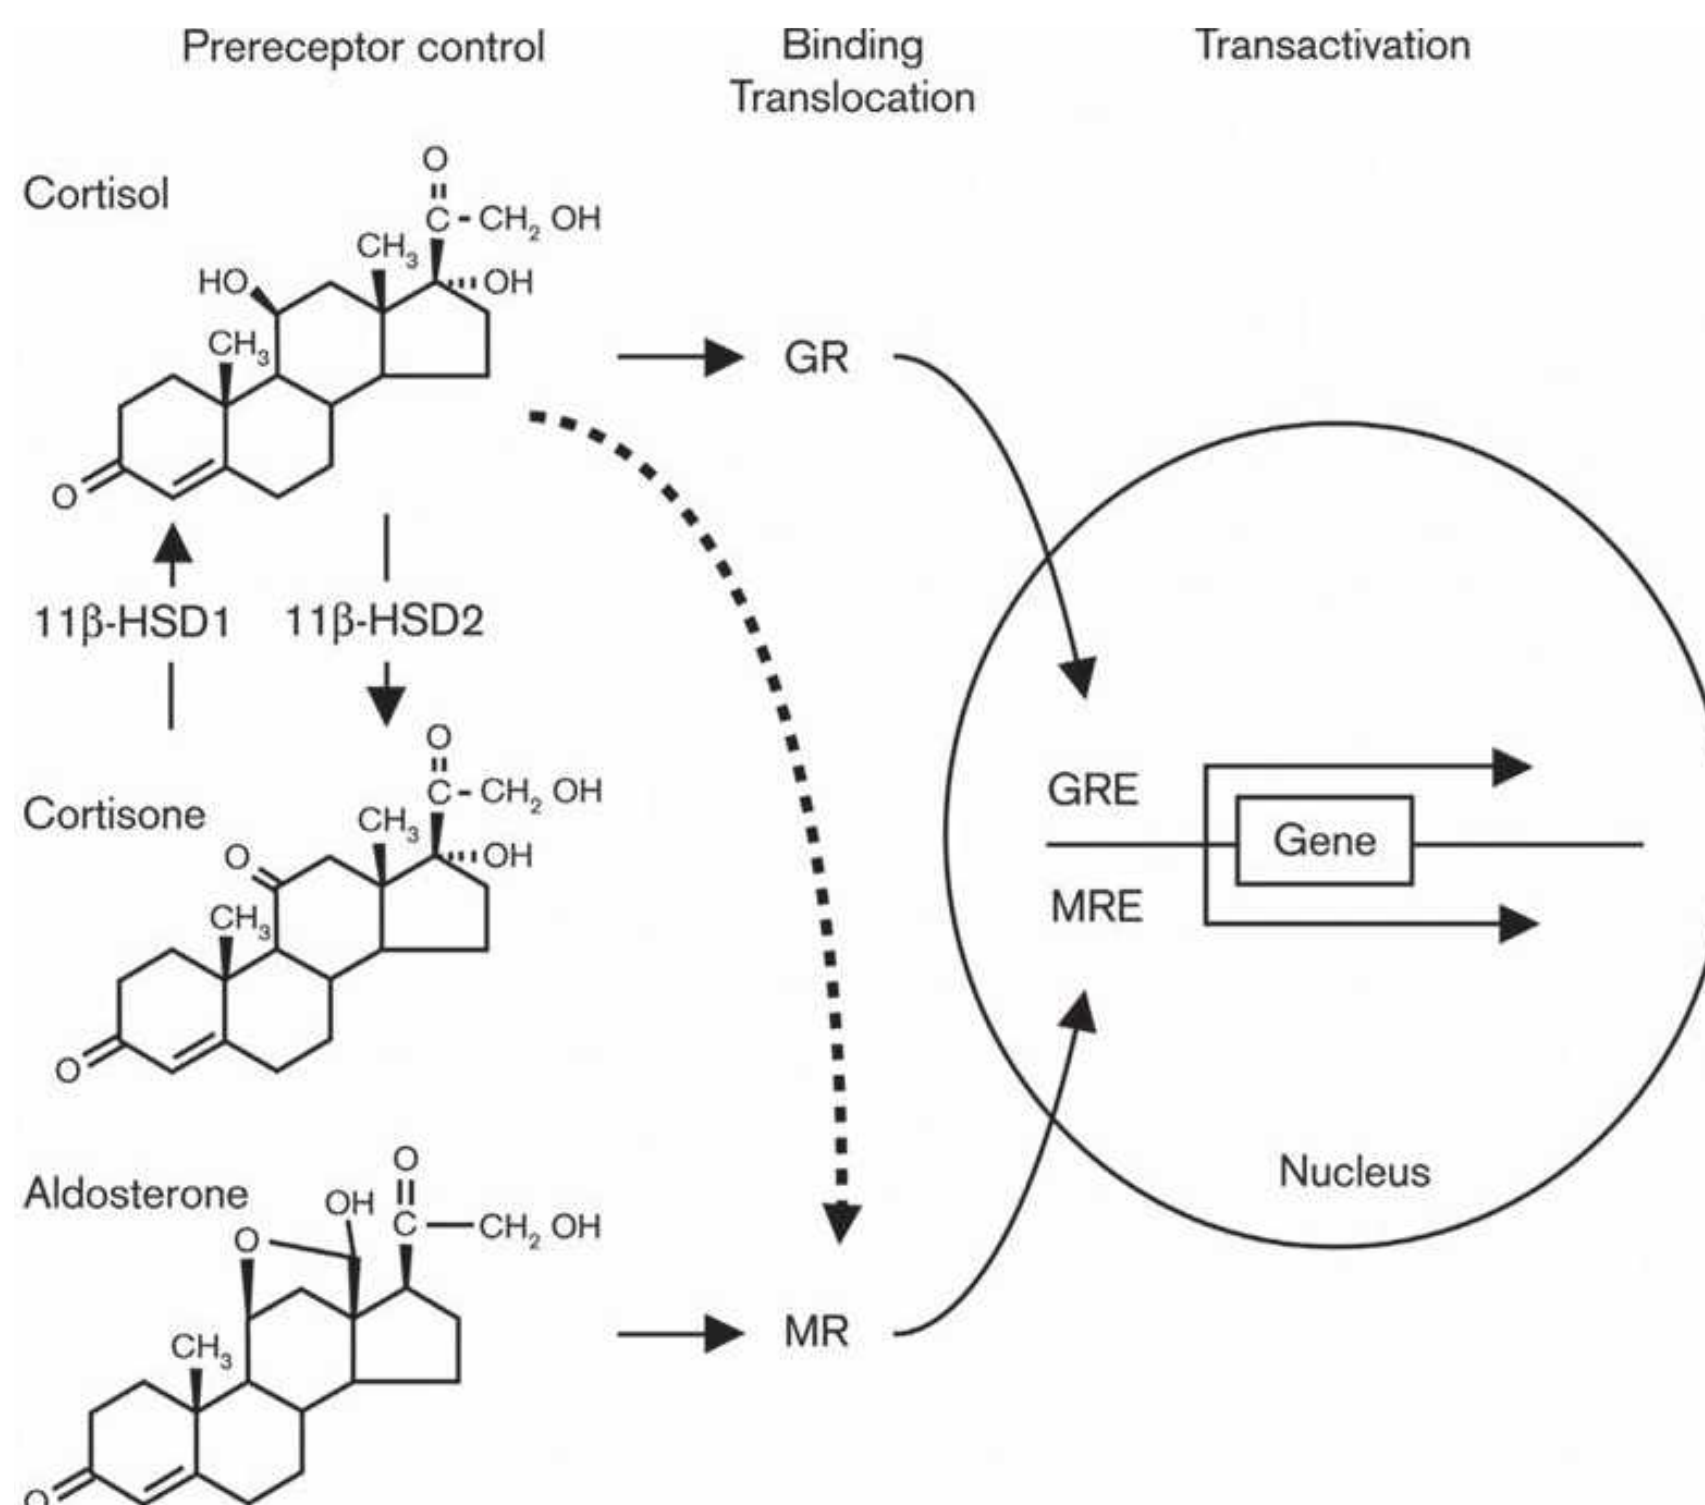 Prereceptor control
Binding
Translocation
Transactivation
Cortisol
O
C-CH₂ OH
CH₃
HO
OH
CH₃
O
GR
11β-HSD1
11β-HSD2
Cortisone
O
C-CH₂ OH
CH₃
O
OH
CH₃
O
GRE
Gene
MRE
Nucleus
Aldosterone
O
OH
C—CH₂ OH
O
CH₃
O
MR